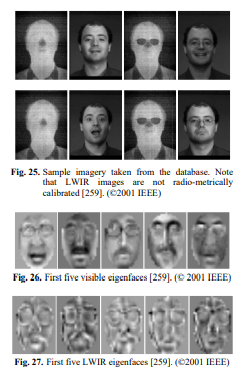 Fig. 25. Sample imagery taken from the database. Note
that LWIR images are not radio-metrically
calibrated [259]. (©2001 IEEE)
Fig. 26. First five visible eigenfaces [259]. (© 2001 IEEE)
Fig. 27. First five LWIR eigenfaces [259]. (©2001 IEEE)